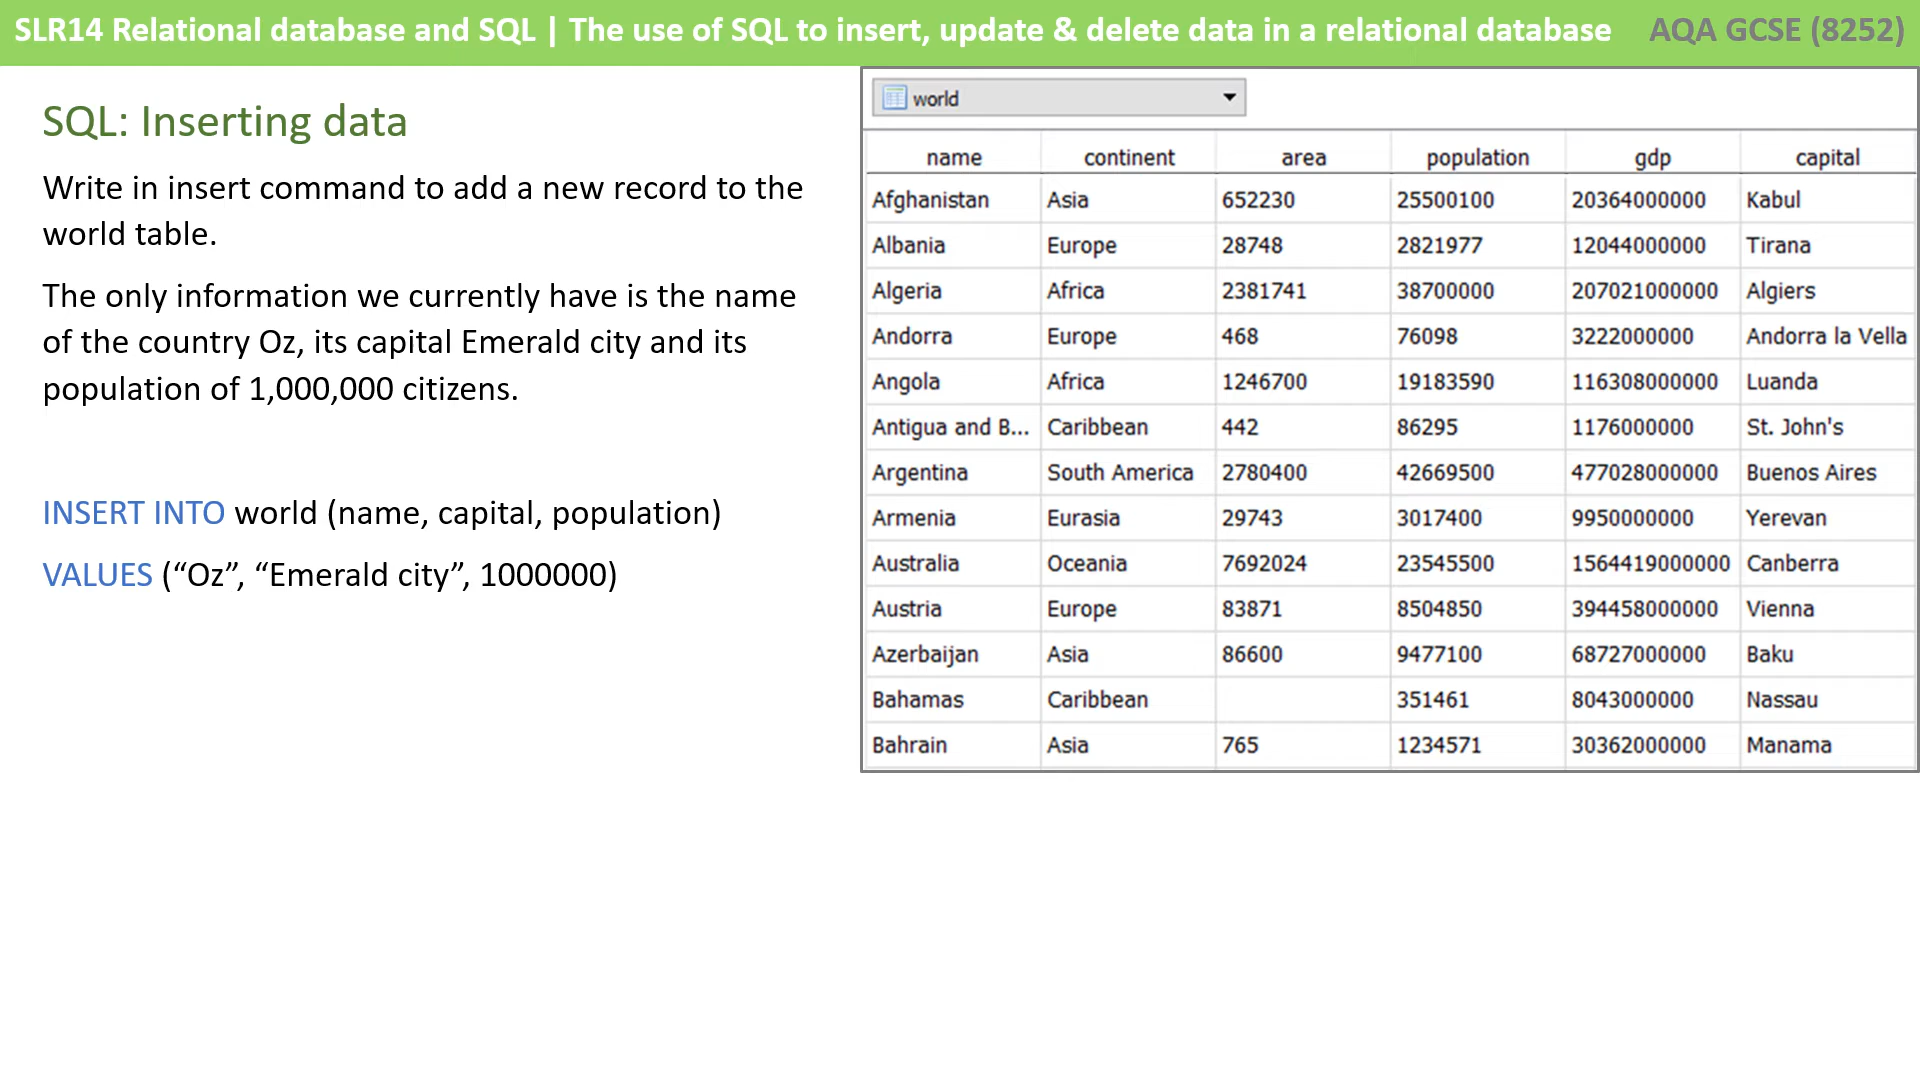 SLR14 Relational database and SQL | The use of SQL to insert, update & delete data in a relational database AQA GCSE (8252)
SQL: Inserting data
Write in insert command to add a new record to the
world table.
The only information we currently have is the name
of the country Oz, its capital Emerald city and its
population of 1,000,000 citizens.
INSERT INTO world (name, capital, population)
VALUES (“Oz”, “Emerald city”, 1000000)
world
name continent area population gdp capital
Afghanistan Asia 652230 25500100 20364000000 Kabul
Albania Europe 28748 2821977 12044000000 Tirana
Algeria Africa 2381741 38700000 207021000000 Algiers
Andorra Europe 468 76098 3222000000 Andorra la Vella
Angola Africa 1246700 19183590 116308000000 Luanda
Antigua and B... Caribbean 442 86295 1176000000 St. John's
Argentina South America 2780400 42669500 477028000000 Buenos Aires
Armenia Eurasia 29743 3017400 9950000000 Yerevan
Australia Oceania 7692024 23545500 1564419000000 Canberra
Austria Europe 83871 8504850 394458000000 Vienna
Azerbaijan Asia 86600 9477100 68727000000 Baku
Bahamas Caribbean 351461 8043000000 Nassau
Bahrain Asia 765 1234571 30362000000 Manama